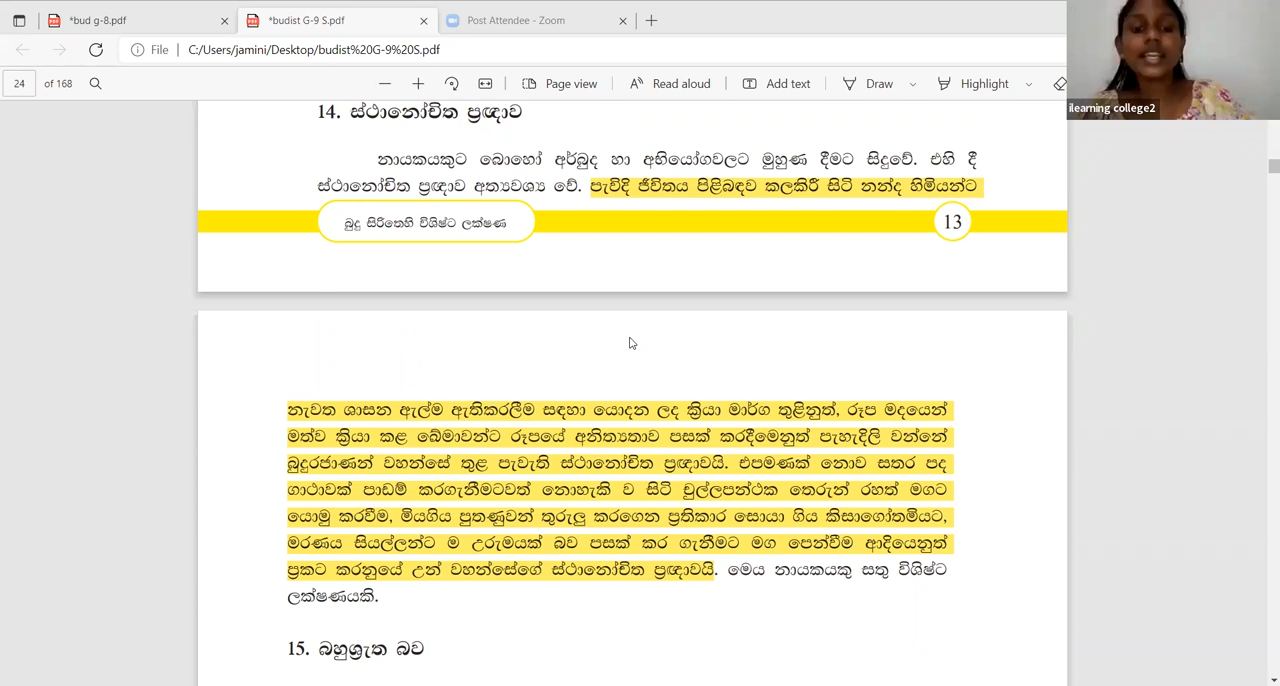 *bud g-8.pdf
*budist G-9 S.pdf
Post Attendee - Zoom
File
C:/Users/jamini/Desktop/budist%20G-9%20S.pdf
24 of 168
Page view
Read aloud
Add text
Draw
Highlight
ilearning college2
14. ස්ථානෝචිත ප්‍රඥාව
නායකයකුට බොහෝ අර්බුද හා අභියෝගවලට මුහුණ දීමට සිදුවේ. එහි දී
ස්ථානෝචිත ප්‍රඥාව අත්‍යවශ්‍ය වේ. පැවිදි ජීවිතය පිළිබඳව කලකිරී සිටි නන්ද හිමියන්ට
බුදු සිරිතෙහි විශිෂ්ට ලක්ෂණ
13
නැවත ශාසන ඇල්ම ඇතිකරලීම සඳහා යොදන ලද ක්‍රියා මාර්ග තුළිනුත්, රූප මදයෙන්
මත්ව ක්‍රියා කළ ඛේමාවන්ට රූපයේ අනිත්‍යතාව පසක් කරදීමෙනුත් පැහැදිලි වන්නේ
බුදුරජාණන් වහන්සේ තුළ පැවැති ස්ථානෝචිත ප්‍රඥාවයි. එපමණක් නොව සතර පද
ගාථාවක් පාඩම් කරගැනීමටවත් නොහැකි ව සිටි චුල්ලපන්ථක තෙරුන් රහත් මගට
යොමු කරවීම, මියගිය පුතණුවන් තුරුලු කරගෙන ප්‍රතිකාර සොයා ගිය කිසාගෝතමියට,
මරණය සියල්ලන්ට ම උරුමයක් බව පසක් කර ගැනීමට මග පෙන්වීම ආදියෙනුත්
ප්‍රකට කරනුයේ උන් වහන්සේගේ ස්ථානෝචිත ප්‍රඥාවයි. මෙය නායකයකු සතු විශිෂ්ට
ලක්ෂණයකි.
15. බහුශ්‍රැත බව